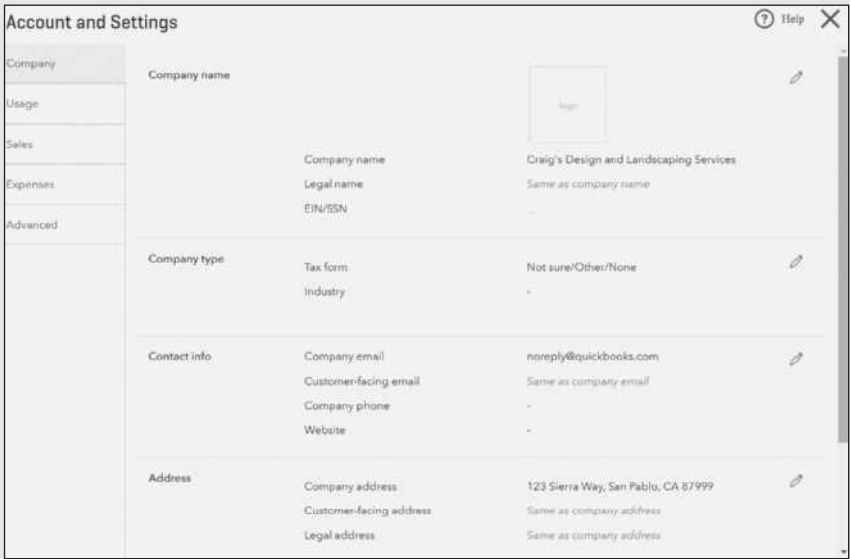 Account and Settings
? Help
Company
Usage
Sales
Expenses
Advanced
Company name
logo
Company name Craig's Design and Landscaping Services
Legal name Same as company name
EIN/SSN -
Company type
Tax form Not sure/Other/None
Industry -
Contact info
Company email noreply@quickbooks.com
Customer-facing email Same as company email
Company phone -
Website -
Address
Company address 123 Sierra Way, San Pablo, CA 87999
Customer-facing address Same as company address
Legal address Same as company address